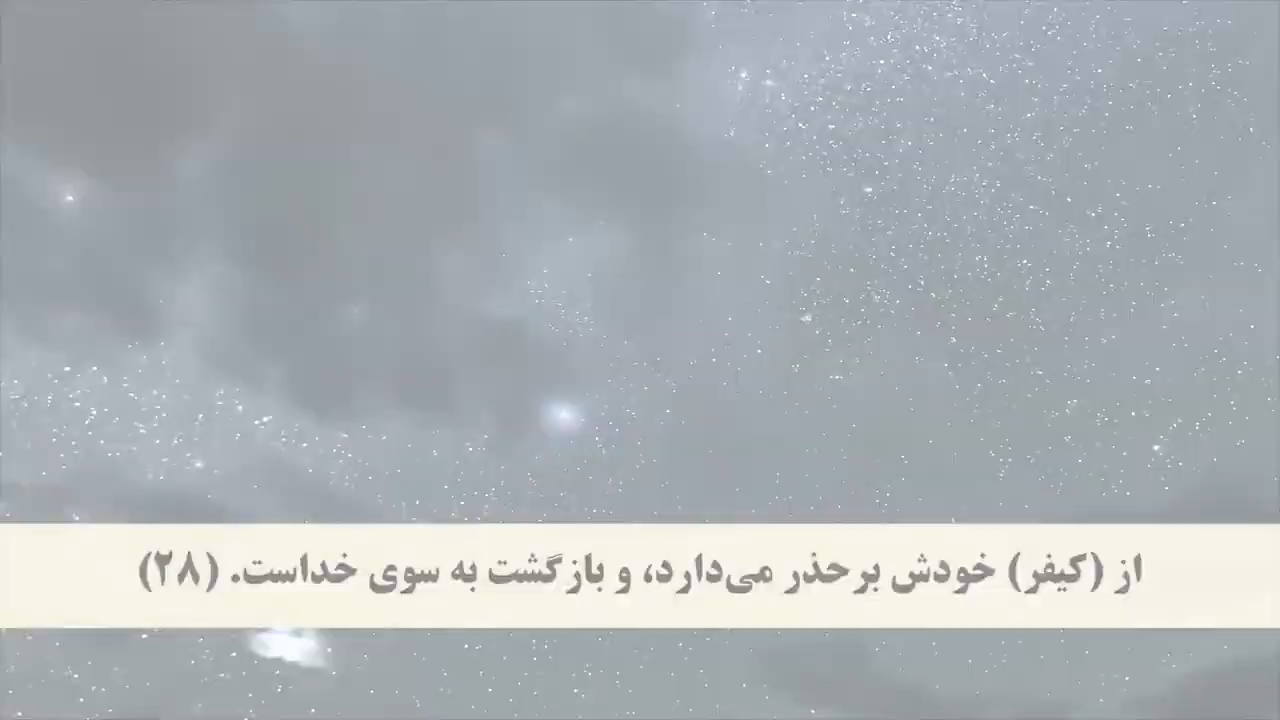 از (کیفر) خودش برحذر می‌دارد، و بازگشت به سوی خداست. (۲۸)